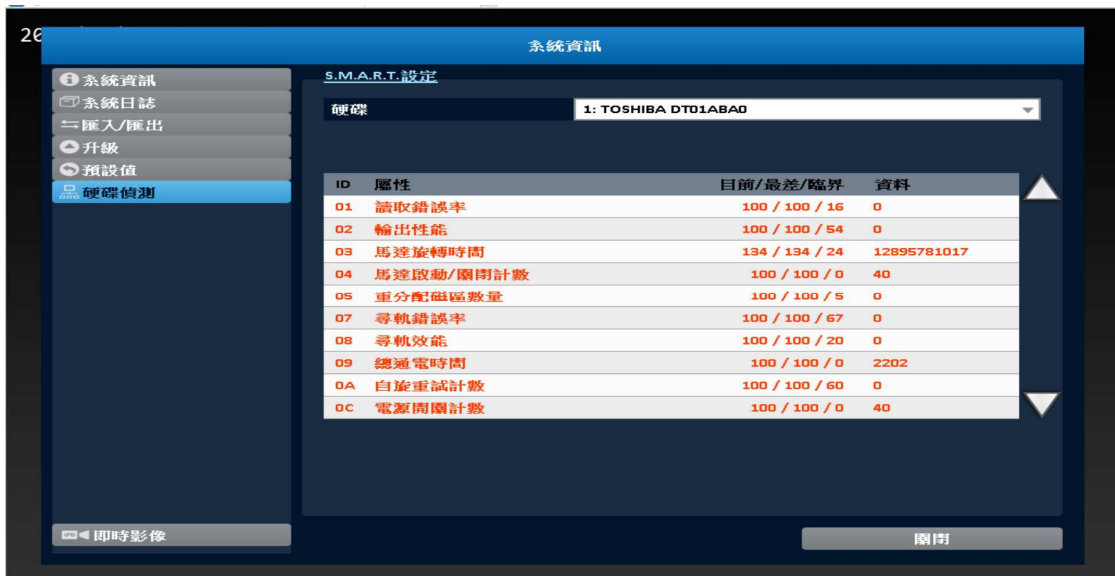 20
系統資訊
系統資訊
系統日誌
匯入/匯出
升級
預設值
硬碟偵測
S.M.A.R.T.設定
硬碟 1: TOSHIBA DT01ABA0
ID 屬性 目前/最差/臨界 資料
01 讀取錯誤率 100 / 100 / 16 0
02 輸出性能 100 / 100 / 54 0
03 馬達旋轉時間 134 / 134 / 24 12895781017
04 馬達啟動/關閉計數 100 / 100 / 0 40
05 重分配磁區數量 100 / 100 / 5 0
07 尋軌錯誤率 100 / 100 / 67 0
08 尋軌效能 100 / 100 / 20 0
09 總通電時間 100 / 100 / 0 2202
0A 自旋重試計數 100 / 100 / 60 0
0C 電源開關計數 100 / 100 / 0 40
即時影像
關閉